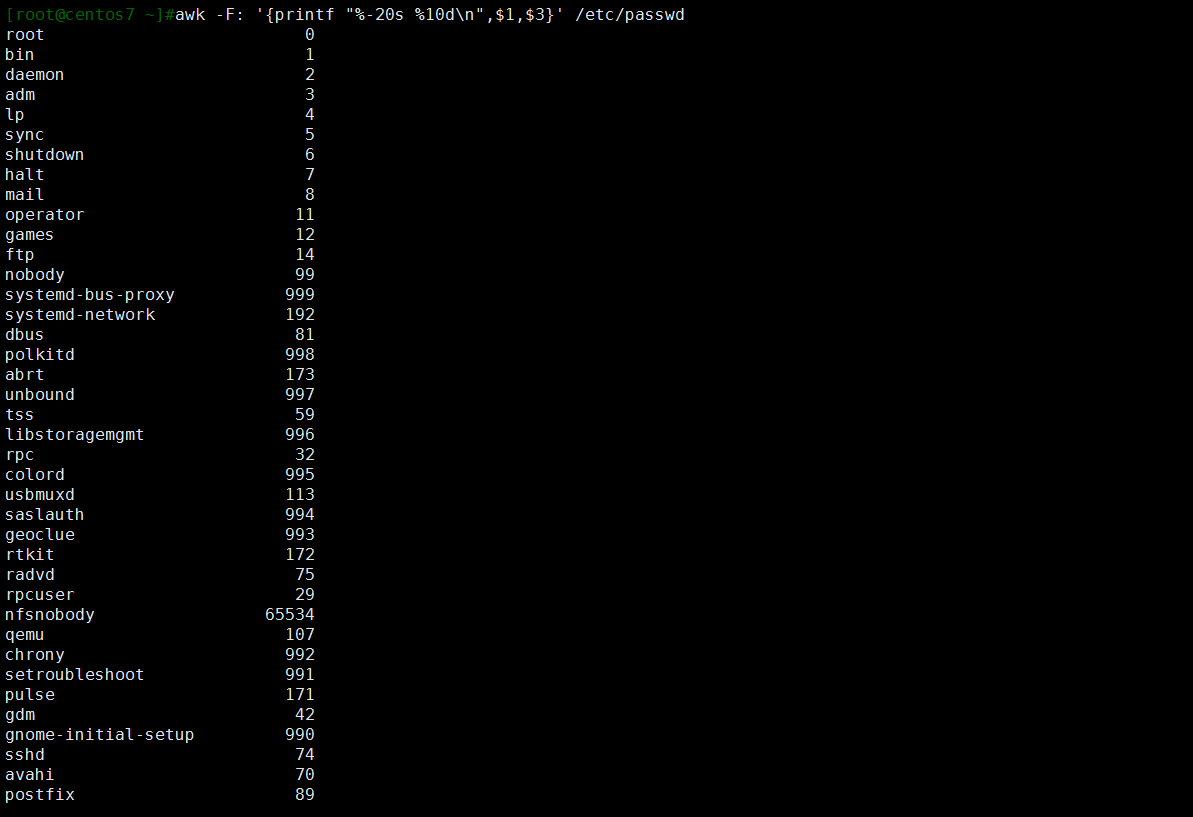 [root@centos7 ~]#awk -F: '{printf "%-20s %10d\n",$1,$3}' /etc/passwd
root                          0
bin                           1
daemon                        2
adm                           3
lp                            4
sync                          5
shutdown                      6
halt                          7
mail                          8
operator                     11
games                        12
ftp                          14
nobody                       99
systemd-bus-proxy           999
systemd-network             192
dbus                         81
polkitd                     998
abrt                        173
unbound                     997
tss                          59
libstoragemgmt              996
rpc                          32
colord                      995
usbmuxd                     113
saslauth                    994
geoclue                     993
rtkit                       172
radvd                        75
rpcuser                      29
nfsnobody                 65534
qemu                        107
chrony                      992
setroubleshoot              991
pulse                       171
gdm                          42
gnome-initial-setup         990
sshd                         74
avahi                        70
postfix                      89